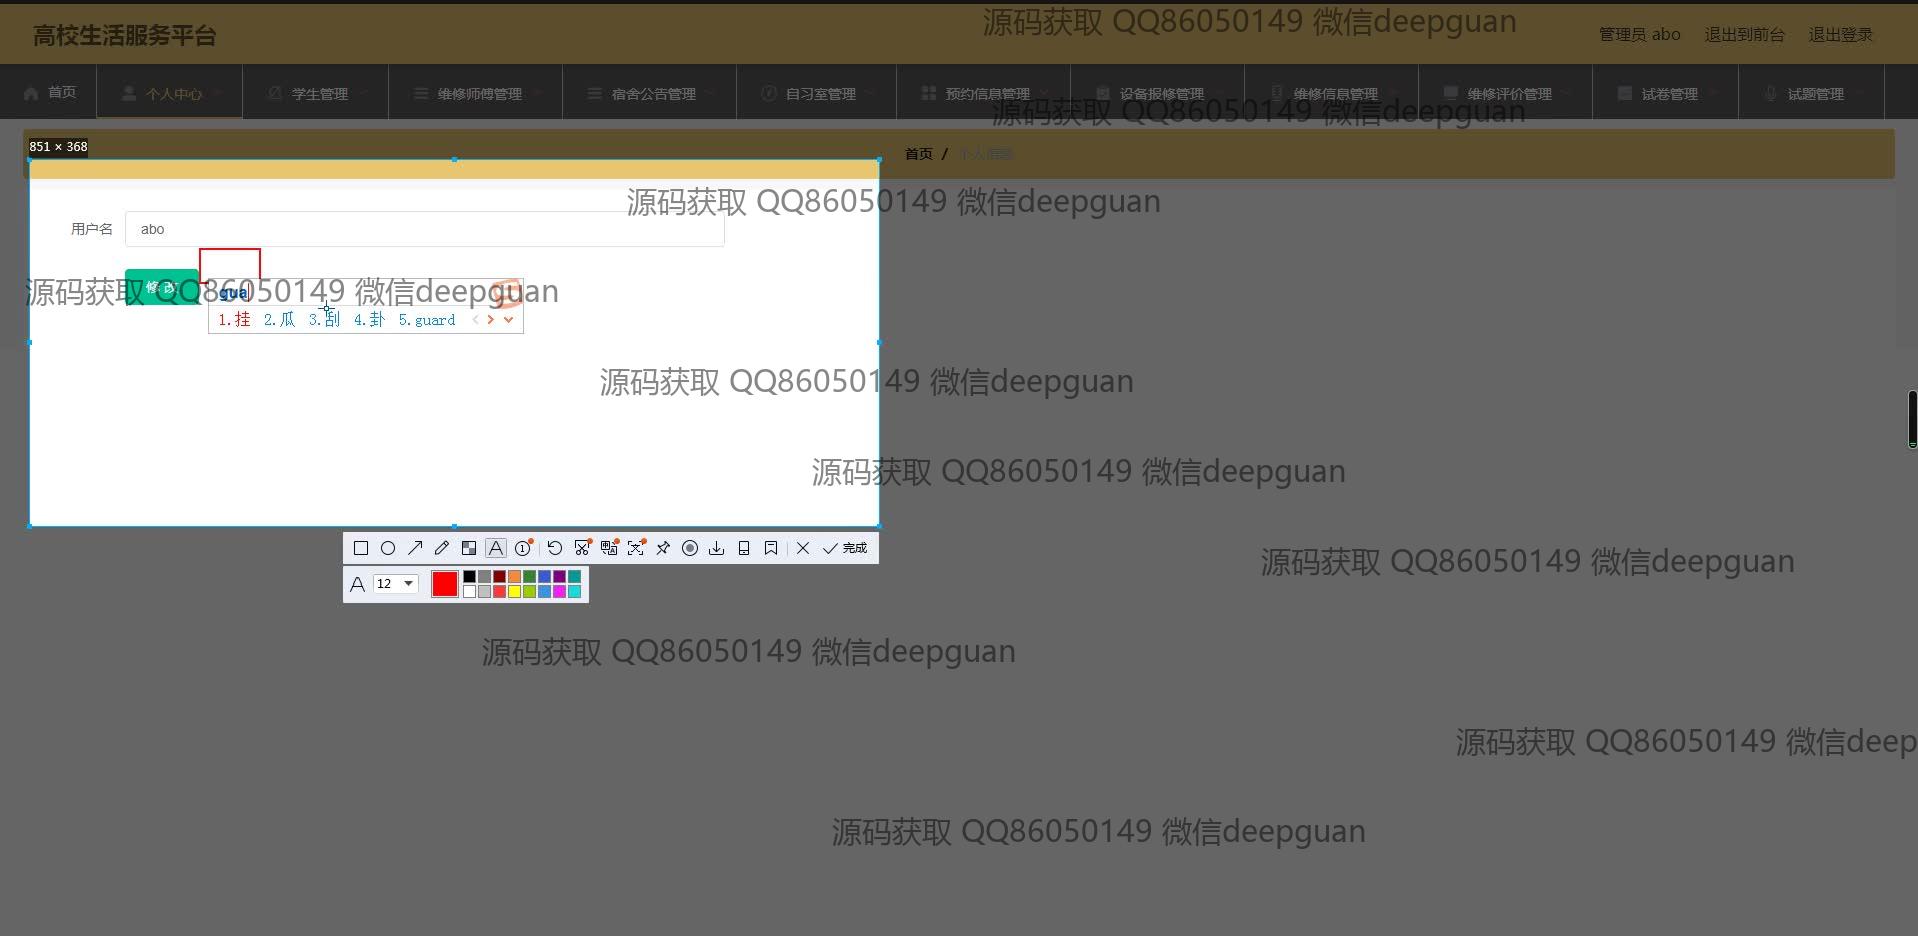 源码获取 QQ86050149 微信deepguan
高校生活服务平台
管理员 abo 退出到前台 退出登录
首页 个人中心 学生管理 维修师傅管理 宿舍公告管理 自习室管理 预约信息管理 设备报修管理 维修信息管理 维修评价管理 试卷管理 试题管理
源码获取 QQ86050149 微信deepguan
851 × 368
首页 / 个人信息
源码获取 QQ86050149 微信deepguan
用户名 abo
修改
源码获取 QQ86050149 微信deepguan
gua
1.挂 2.瓜 3.刮 4.卦 5.guard
源码获取 QQ86050149 微信deepguan
源码获取 QQ86050149 微信deepguan
完成
源码获取 QQ86050149 微信deepguan
A 12
源码获取 QQ86050149 微信deepguan
源码获取 QQ86050149 微信deep
源码获取 QQ86050149 微信deepguan